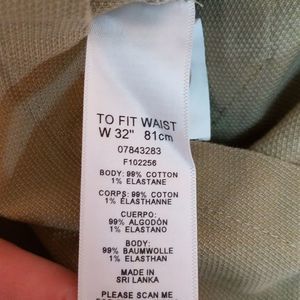 TO FIT WAIST
W 32" 81cm
07843283
F102256
BODY: 99% COTTON
1% ELASTANE
CORPS: 99% COTON
1% ELASTHANNE
CUERPO:
99% ALGODÓN
1% ELASTANO
BODY:
99% BAUMWOLLE
1% ELASTHAN
MADE IN
SRI LANKA
PLEASE SCAN ME